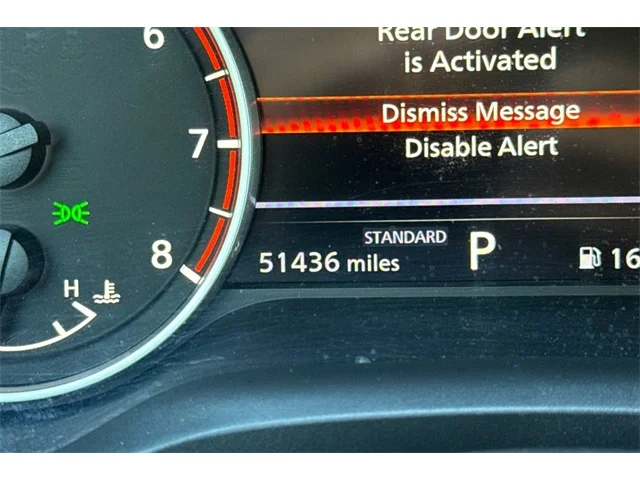 Rear Door Alert
is Activated
Dismiss Message
Disable Alert
6
7
8
H
STANDARD
51436 miles
P
16